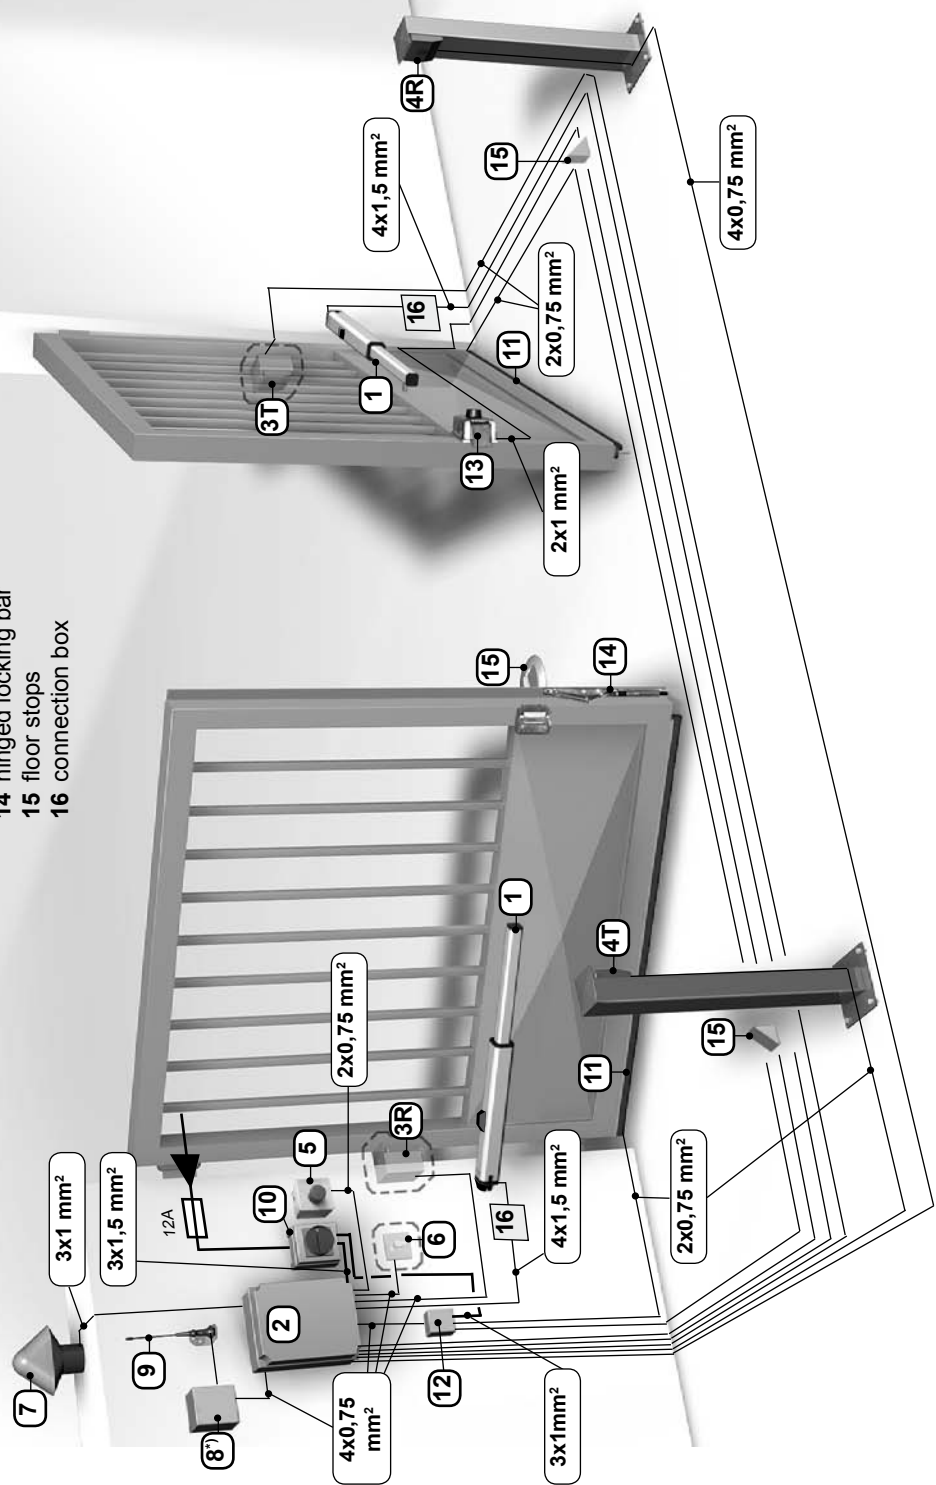 14 hinged locking bar
15 floor stops
16 connection box
7
3x1 mm²
3x1,5 mm²
9
12A
8*)
10
2
5
3T
4x0,75
mm²
2x0,75 mm²
1
4x1,5 mm²
3R
16
4R
12
6
13
15
15
16
1
11
3x1mm²
4x1,5 mm²
2x1 mm²
2x0,75 mm²
11
4T
14
2x0,75 mm²
15
4x0,75 mm²